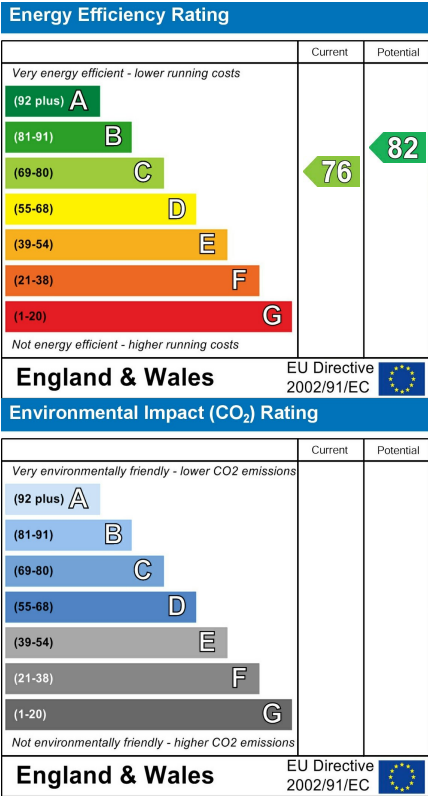 Energy Efficiency Rating
Current Potential
Very energy efficient - lower running costs
(92 plus) A
(81-91) B
82
(69-80) C
76
(55-68) D
(39-54) E
(21-38) F
(1-20) G
Not energy efficient - higher running costs
England & Wales
EU Directive
2002/91/EC
Environmental Impact (CO₂) Rating
Current Potential
Very environmentally friendly - lower CO2 emissions
(92 plus) A
(81-91) B
(69-80) C
(55-68) D
(39-54) E
(21-38) F
(1-20) G
Not environmentally friendly - higher CO2 emissions
England & Wales
EU Directive
2002/91/EC